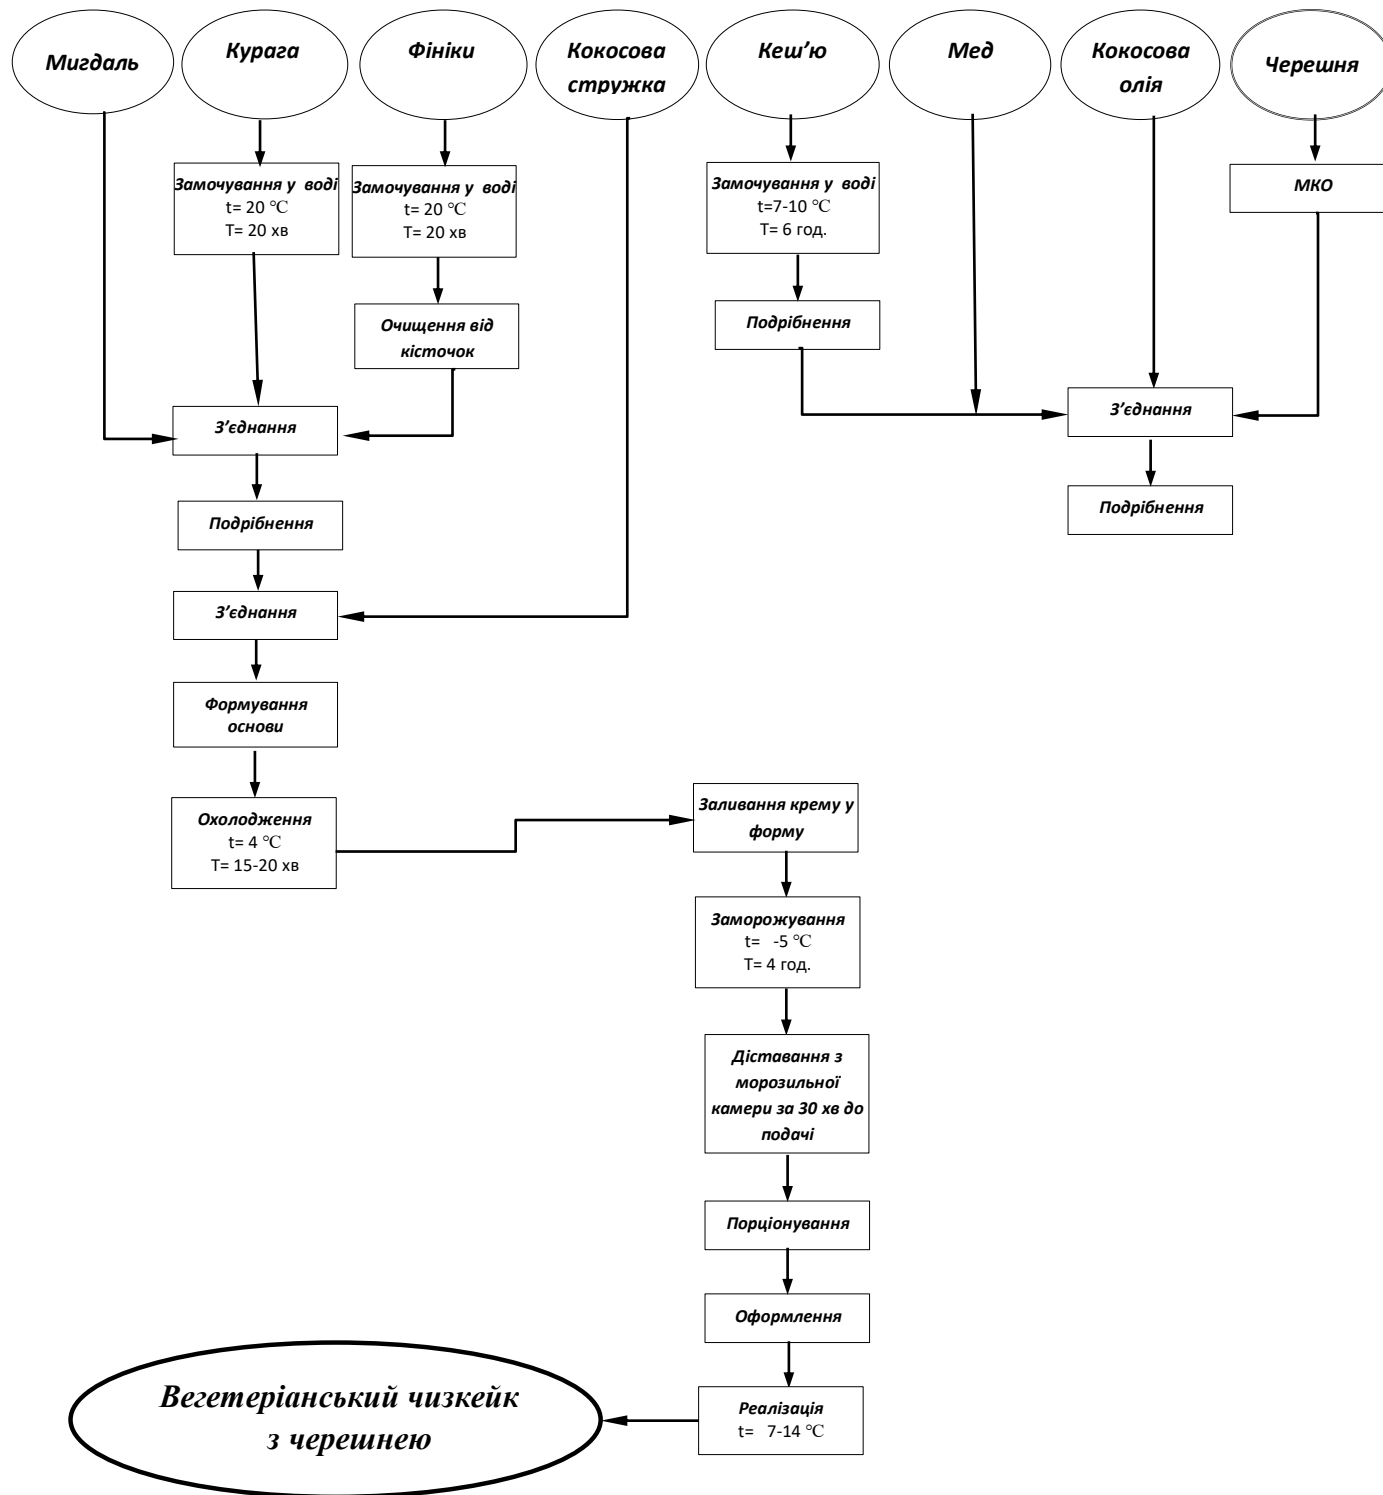 Мигдаль
Курага
Фініки
Кокосова
стружка
Кеш’ю
Мед
Кокосова
олія
Черешня
Замочування у воді
t= 20 °C
T= 20 хв
Замочування у воді
t= 20 °C
T= 20 хв
Замочування у воді
t=7-10 °C
T= 6 год.
МКО
Очищення від
кісточок
Подрібнення
З’єднання
З’єднання
Подрібнення
Подрібнення
З’єднання
Формування
основи
Охолодження
t= 4 °C
T= 15-20 хв
Заливання крему у
форму
Заморожування
t= -5 °C
T= 4 год.
Діставання з
морозильної
камери за 30 хв до
подачі
Порціонування
Оформлення
Реалізація
t= 7-14 °C
Вегетеріанський чизкейк
з черешнею